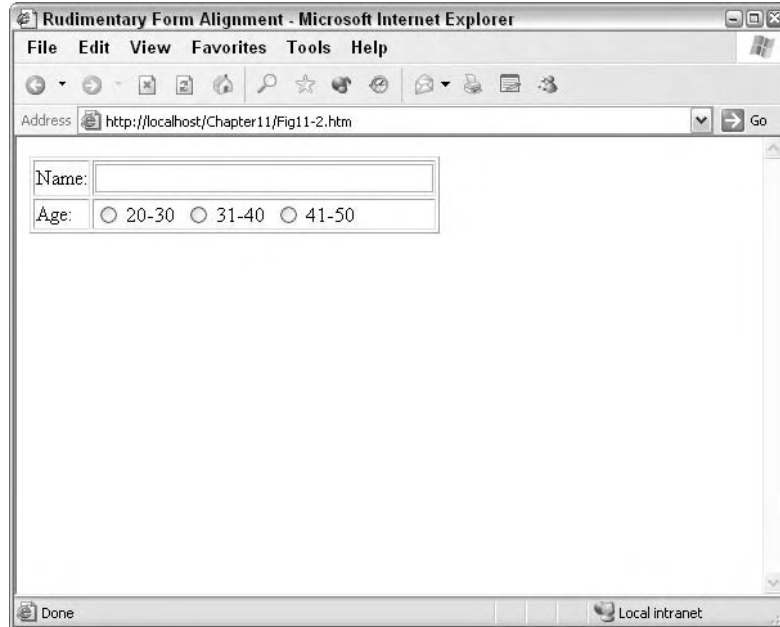 Rudimentary Form Alignment - Microsoft Internet Explorer
File Edit View Favorites Tools Help
Address http://localhost/Chapter11/Fig11-2.htm Go
Name:
Age: 20-30 31-40 41-50
Done Local intranet